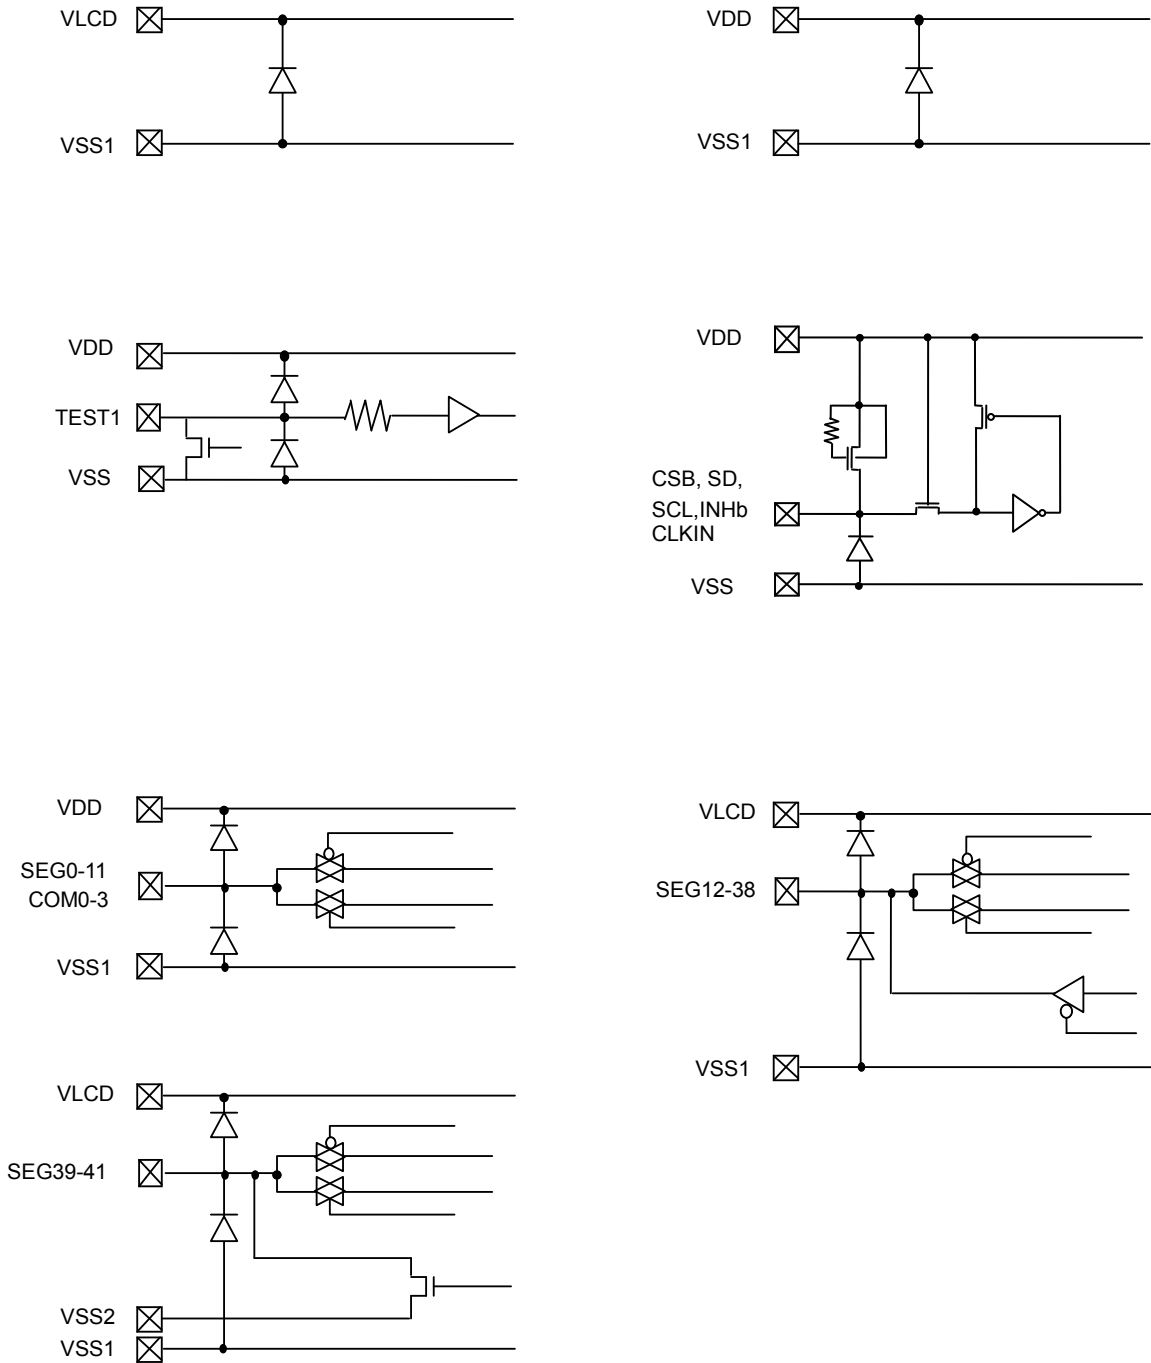 VLCD
VSS1
VDD
VSS1
VDD
TEST1
VSS
VDD
CSB, SD,
SCL,INHb
CLKIN
VSS
VDD
SEG0-11
COM0-3
VSS1
VLCD
SEG12-38
VSS1
VLCD
SEG39-41
VSS2
VSS1